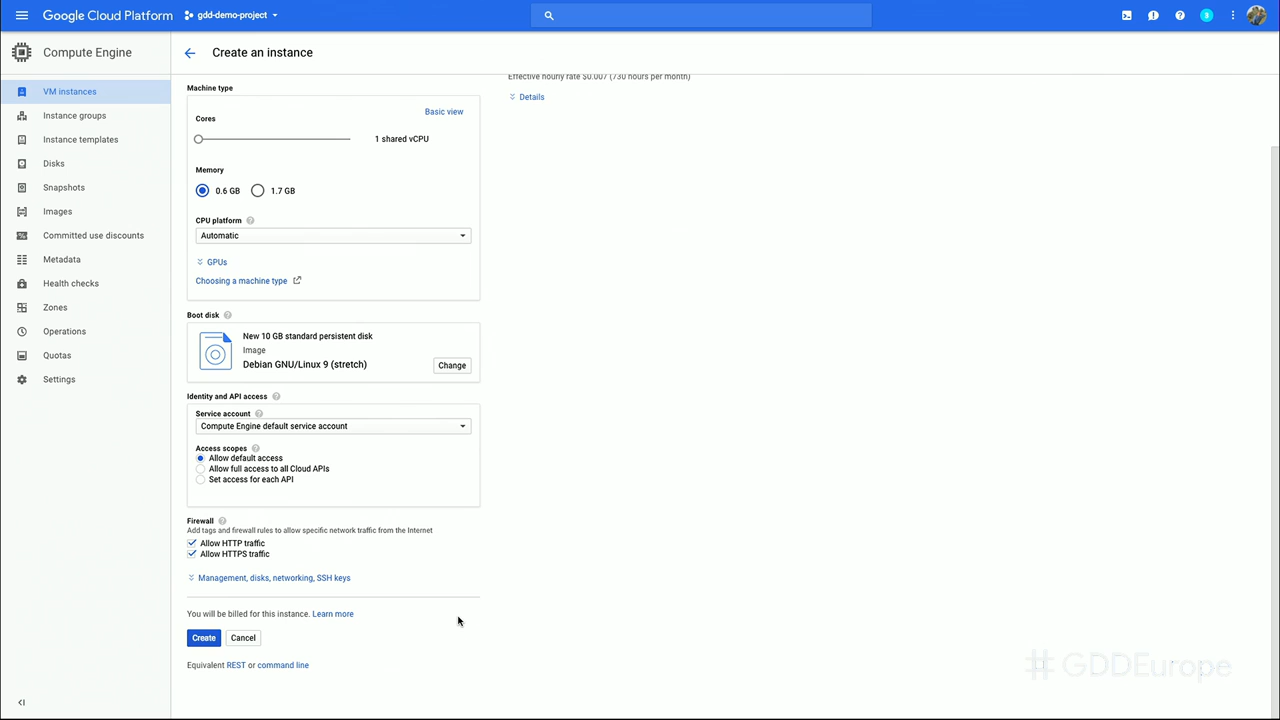 Google Cloud Platform
gdd-demo-project
Compute Engine
Create an instance
VM instances
Instance groups
Instance templates
Disks
Snapshots
Images
Committed use discounts
Metadata
Health checks
Zones
Operations
Quotas
Settings
Effective hourly rate $0.007 (730 hours per month)
Details
Machine type
Basic view
Cores
1 shared vCPU
Memory
0.6 GB 1.7 GB
CPU platform
Automatic
GPUs
Choosing a machine type
Boot disk
New 10 GB standard persistent disk
Image
Debian GNU/Linux 9 (stretch)
Change
Identity and API access
Service account
Compute Engine default service account
Access scopes
Allow default access
Allow full access to all Cloud APIs
Set access for each API
Firewall
Add tags and firewall rules to allow specific network traffic from the Internet
Allow HTTP traffic
Allow HTTPS traffic
Management, disks, networking, SSH keys
You will be billed for this instance. Learn more
Create Cancel
Equivalent REST or command line
# GDDEurope